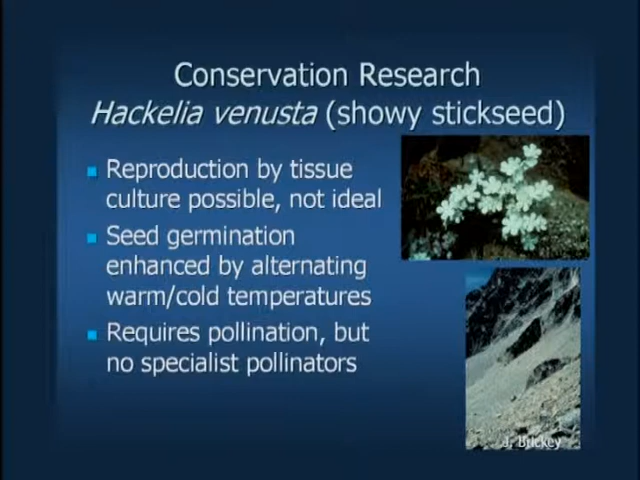 Conservation Research
Hackelia venusta (showy stickseed)
Reproduction by tissue
culture possible, not ideal
Seed germination
enhanced by alternating
warm/cold temperatures
Requires pollination, but
no specialist pollinators
J. Brickey